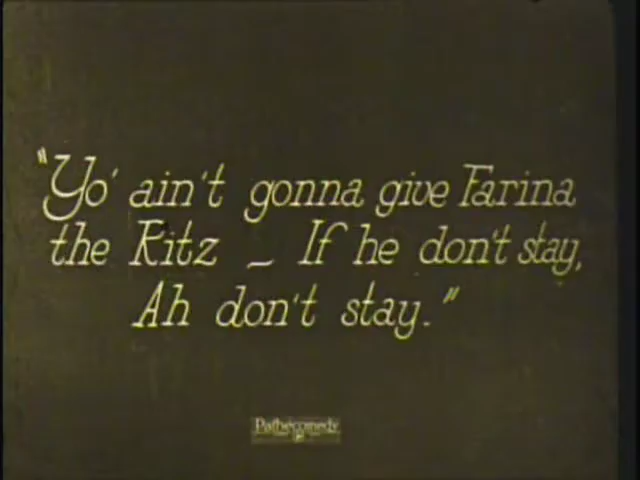 "Yo' ain't gonna give Farina
the Ritz — If he don't stay,
Ah don't stay."
Pathécomedy